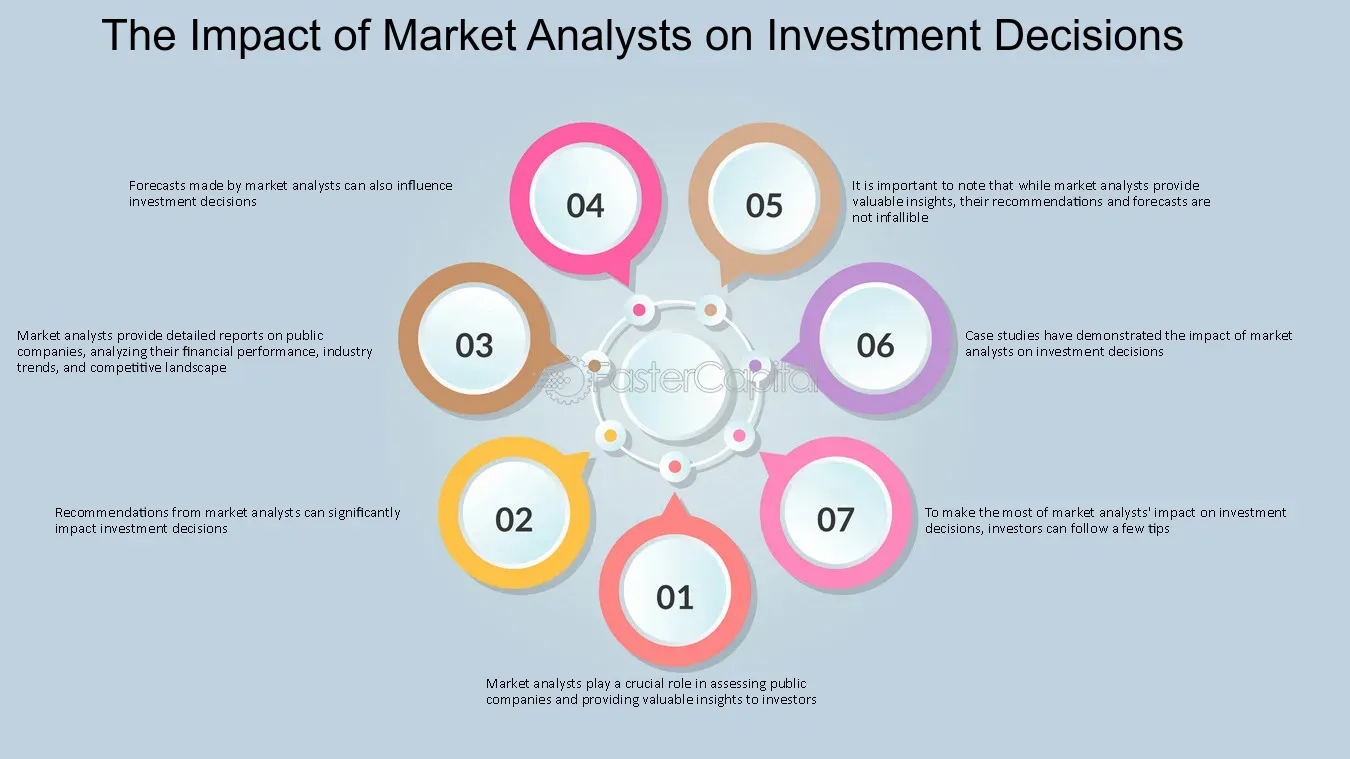 The Impact of Market Analysts on Investment Decisions
04
Forecasts made by market analysts can also influence
investment decisions
05
It is important to note that while market analysts provide
valuable insights, their recommendations and forecasts are
not infallible
03
Market analysts provide detailed reports on public
companies, analyzing their financial performance, industry
trends, and competitive landscape
06
Case studies have demonstrated the impact of market
analysts on investment decisions
FasterCapital
02
Recommendations from market analysts can significantly
impact investment decisions
07
To make the most of market analysts' impact on investment
decisions, investors can follow a few tips
01
Market analysts play a crucial role in assessing public
companies and providing valuable insights to investors